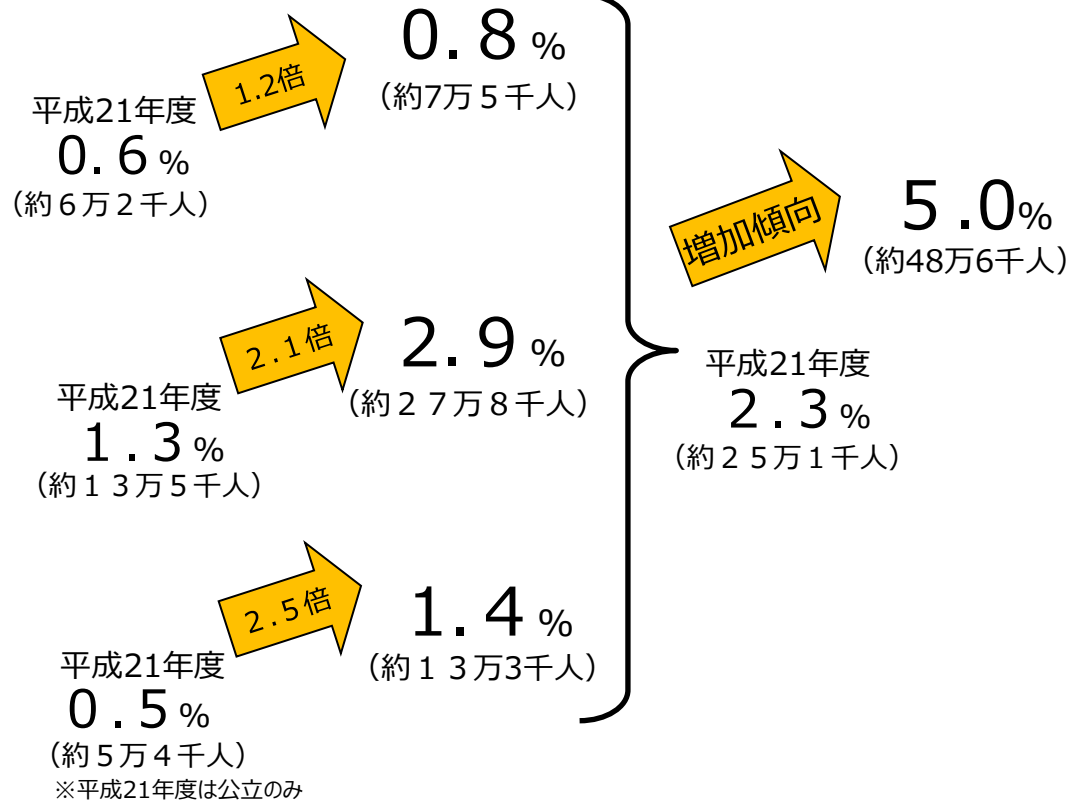 0.8%
（約7万５千人）
1.2倍
平成21年度
0.6%
（約６万２千人）
2.9%
（約２７万８千人）
２.１倍
平成21年度
1.3%
（約１３万５千人）
1.4%
（約１３万3千人）
２.５倍
平成21年度
0.5%
（約５万４千人）
※平成21年度は公立のみ
増加傾向
5.0%
（約48万6千人）
平成21年度
2.3%
（約２５万１千人）